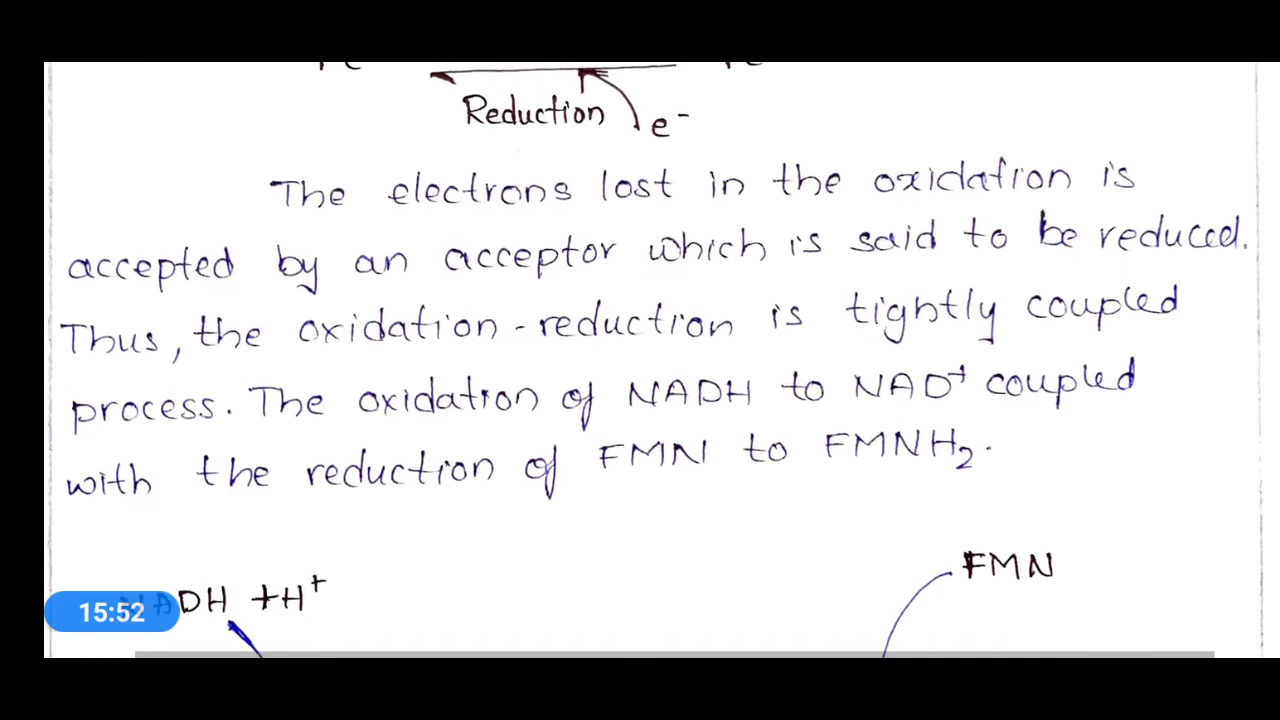 Reduction
e-
The electrons lost in the oxidation is
accepted by an acceptor which is said to be reduced.
Thus, the oxidation-reduction is tightly coupled
process. The oxidation of NADH to NAD+ coupled
with the reduction of FMN to FMNH2.
FMN
15:52 ADH +H+